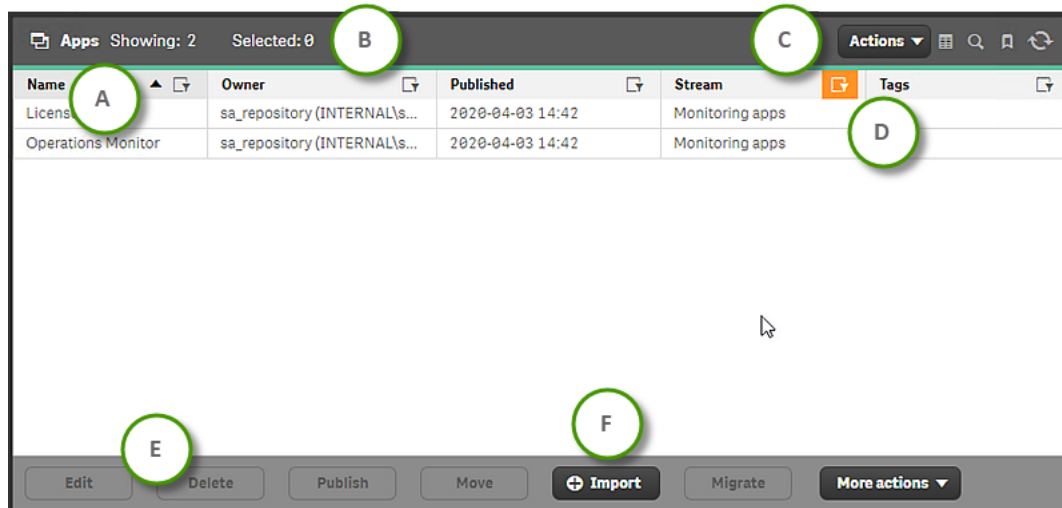 Apps Showing: 2 Selected: 0 B C Actions
Name Owner Published Stream Tags
A
sa_repository (INTERNAL\s... 2020-04-03 14:42 Monitoring apps
D
Operations Monitor sa_repository (INTERNAL\s... 2020-04-03 14:42 Monitoring apps
F
E
Edit Delete Publish Move Import Migrate More actions